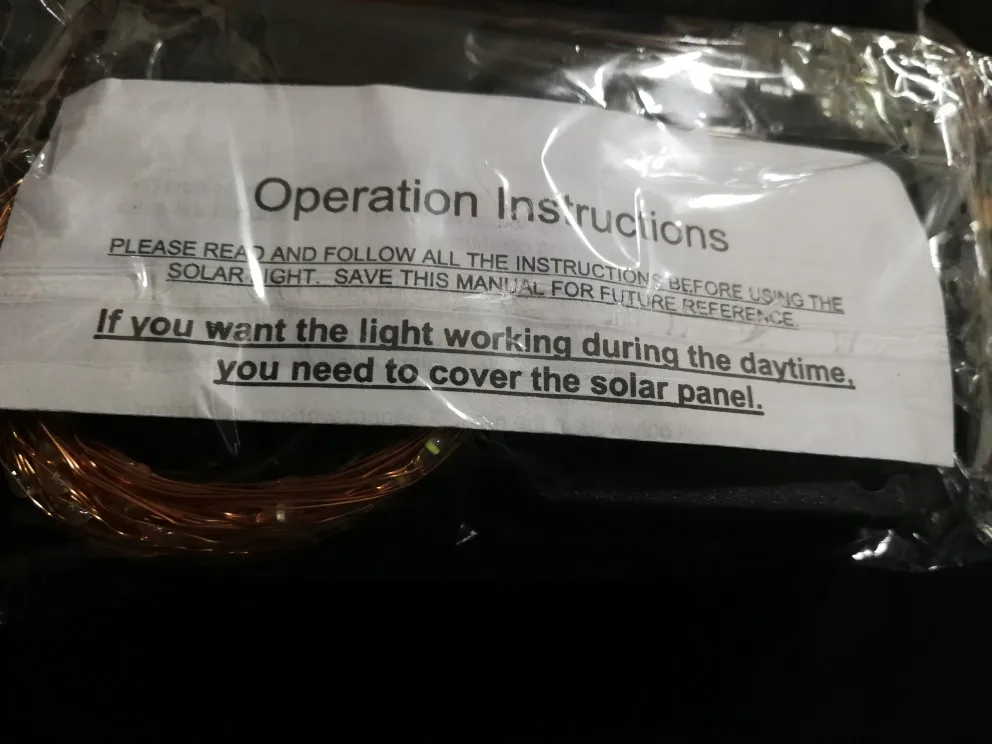 Operation Instructions
PLEASE READ AND FOLLOW ALL THE INSTRUCTIONS BEFORE USING THE
SOLAR LIGHT. SAVE THIS MANUAL FOR FUTURE REFERENCE.
If you want the light working during the daytime,
you need to cover the solar panel.